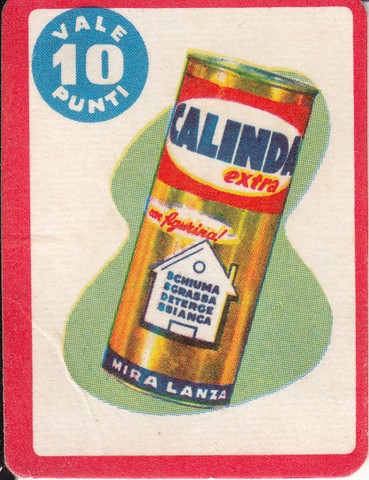 VALE
10
PUNTI
CALINDA
extra
con figurina!
SCHIUMA
SGRASSA
DETERGE
SBIANCA
MIRA LANZA